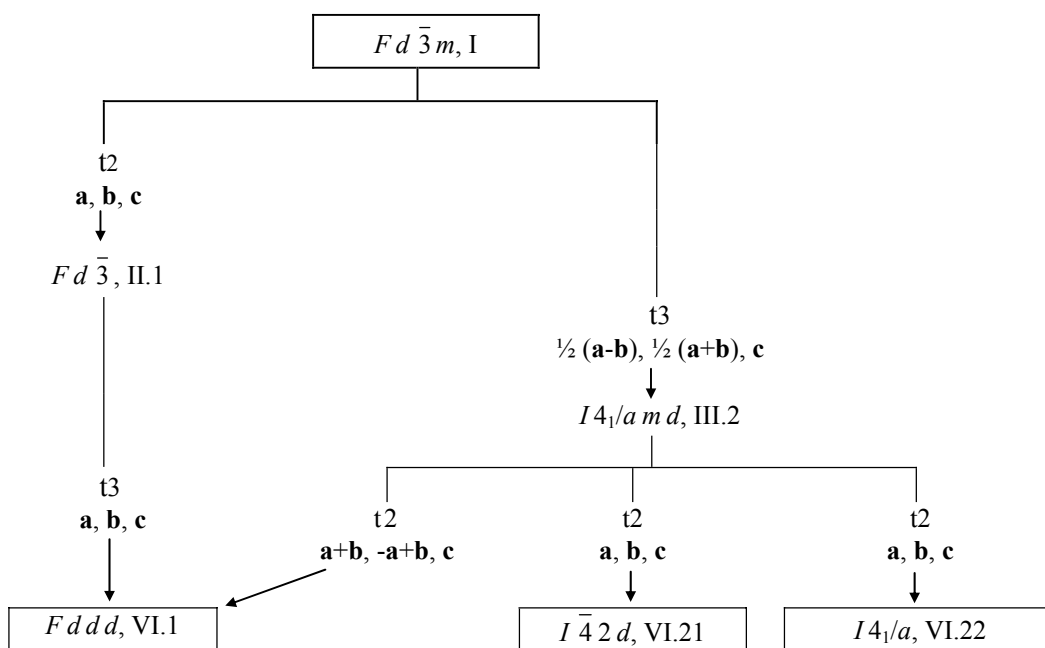 F d 3̅ m, I
t2
a, b, c
F d 3̅ , II.1
t3
½ (a-b), ½ (a+b), c
I 4₁/a m d, III.2
t3
a, b, c
t2
a+b, -a+b, c
t2
a, b, c
t2
a, b, c
F d d d, VI.1
I 4̅ 2 d, VI.21
I 4₁/a, VI.22